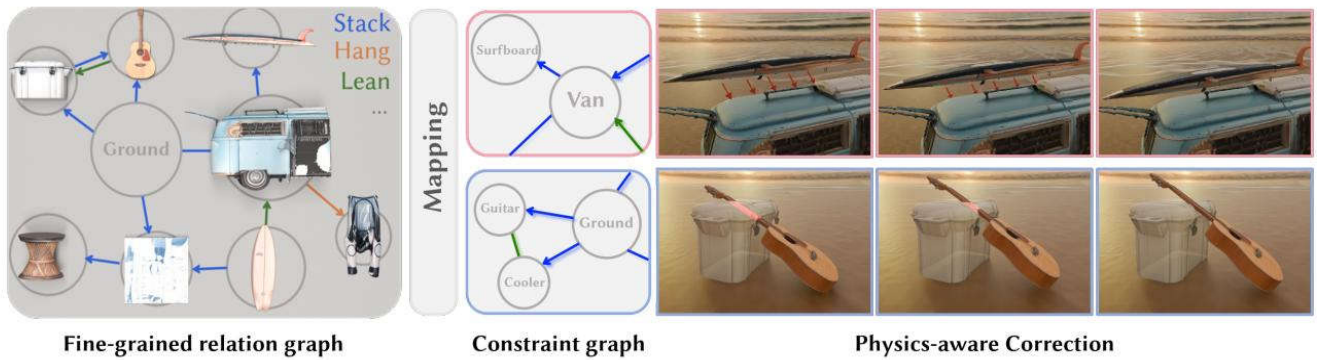 Stack
Hang
Lean
...
Ground
Mapping
Surfboard
Van
Guitar
Ground
Cooler
Fine-grained relation graph
Constraint graph
Physics-aware Correction